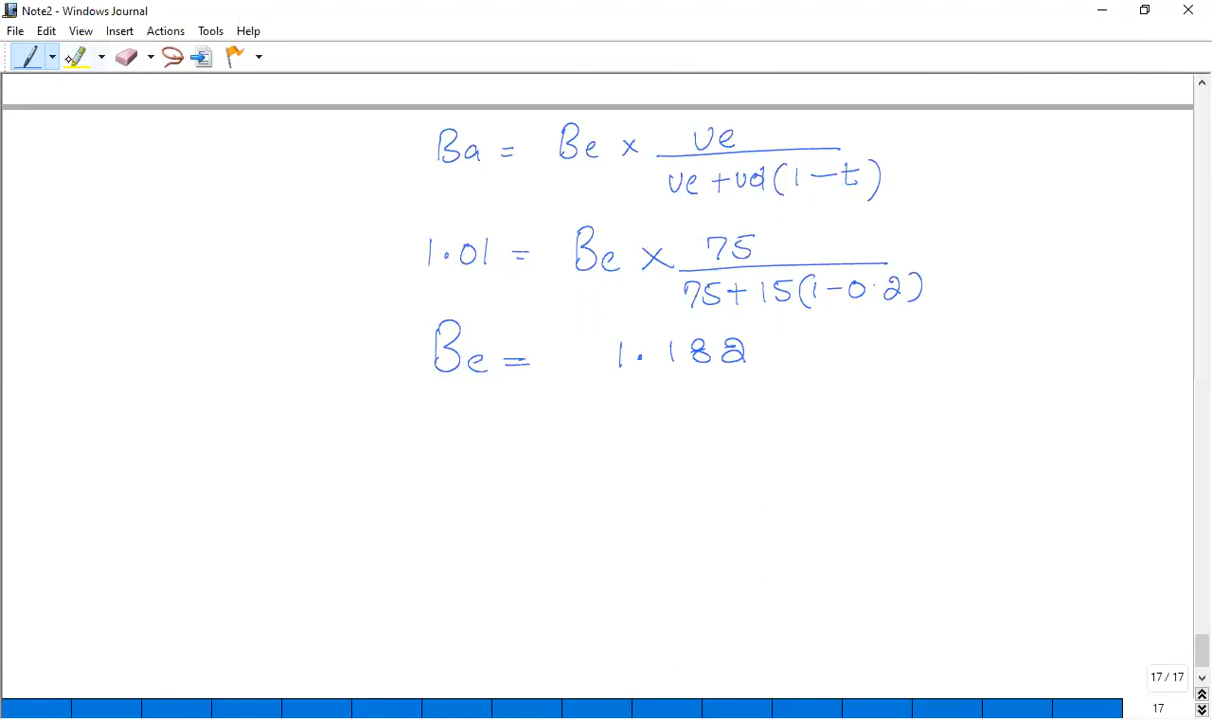 Note2 - Windows Journal
File Edit View Insert Actions Tools Help
Ba = Be × ve / ve + vd (1 - t)
1.01 = Be × 75 / 75 + 15 (1 - 0.2)
Be = 1.182
17 / 17
17